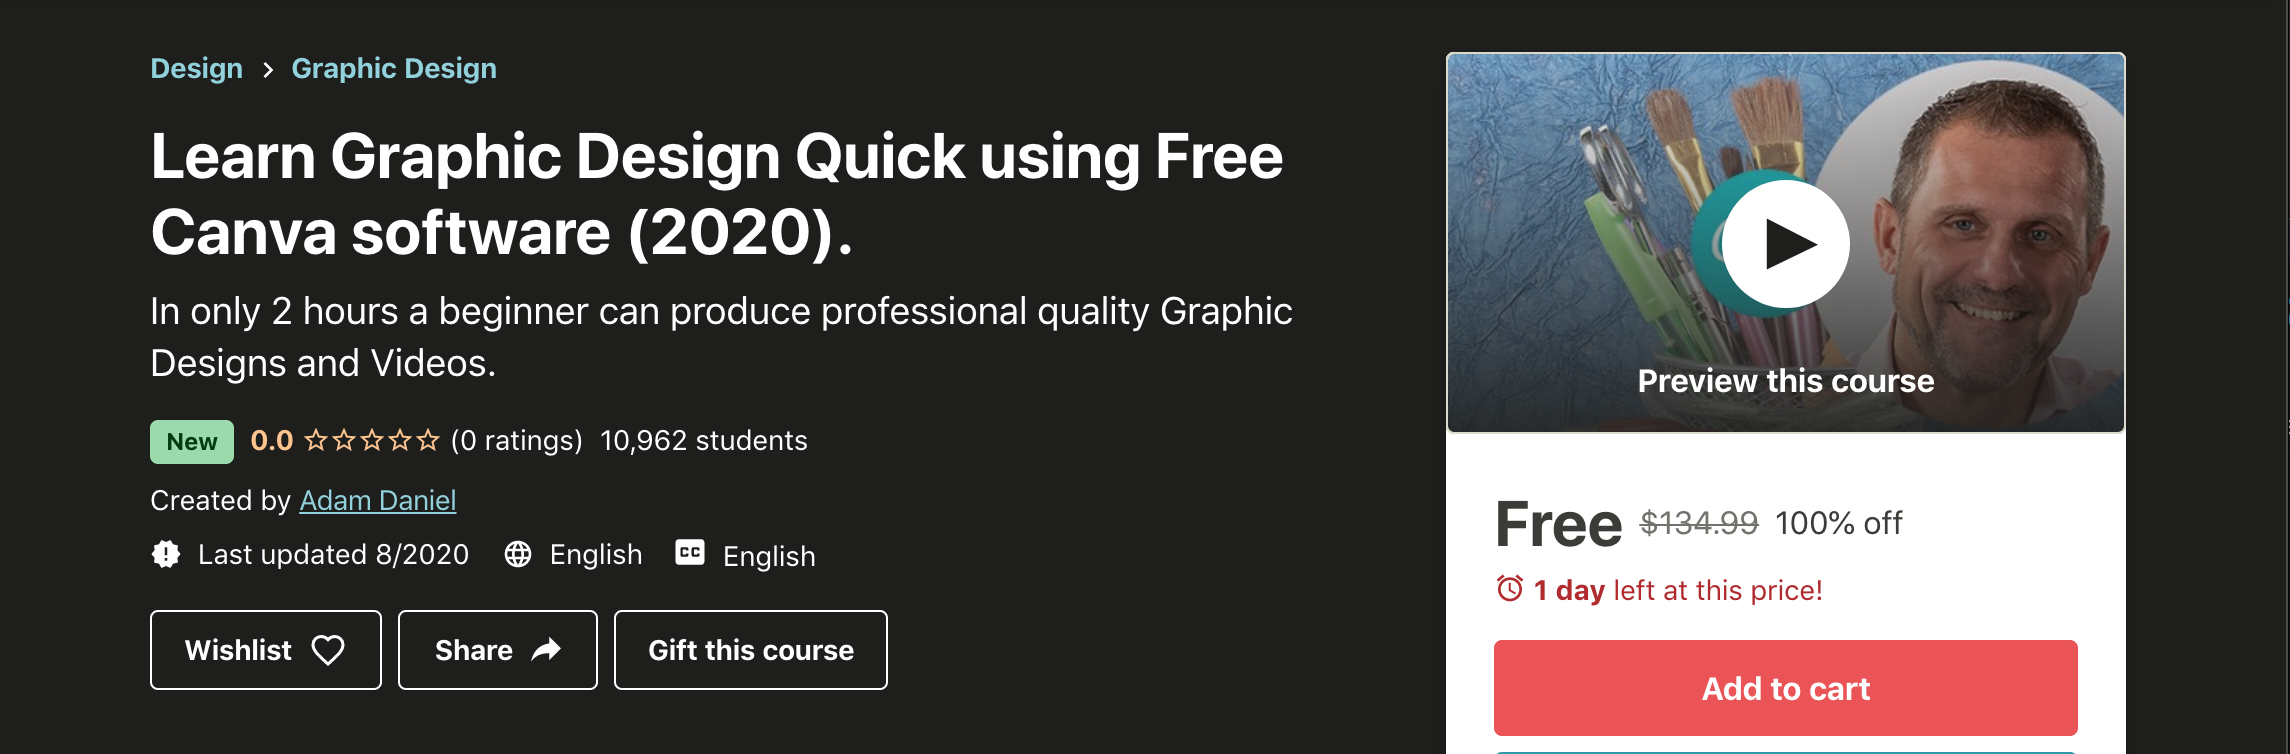 Design > Graphic Design
Learn Graphic Design Quick using Free
Canva software (2020).
In only 2 hours a beginner can produce professional quality Graphic
Designs and Videos.
New 0.0 (0 ratings) 10,962 students
Created by Adam Daniel
Last updated 8/2020 English CC English
Wishlist Share Gift this course
Preview this course
Free $134.99 100% off
1 day left at this price!
Add to cart